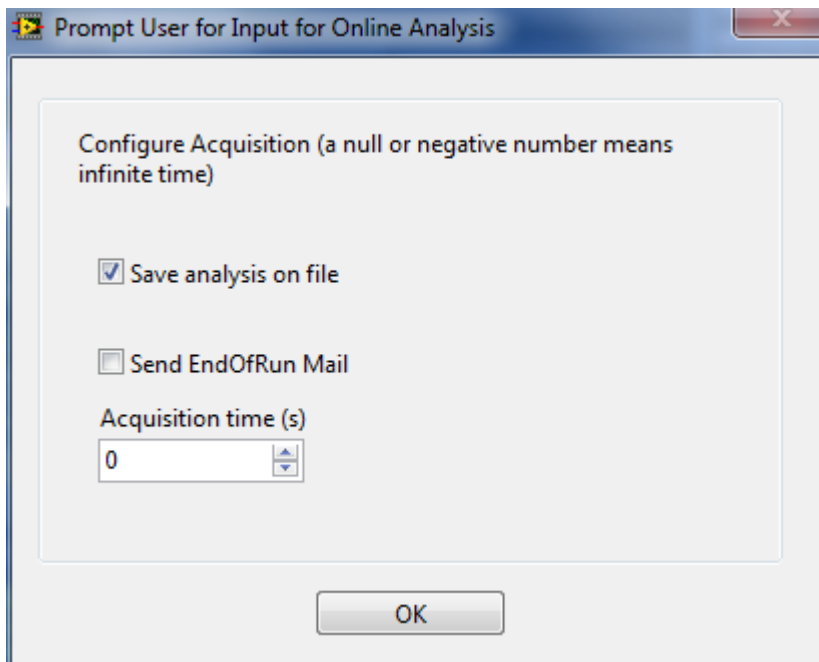 Prompt User for Input for Online Analysis
X
Configure Acquisition (a null or negative number means
infinite time)
Save analysis on file
Send EndOfRun Mail
Acquisition time (s)
0
OK